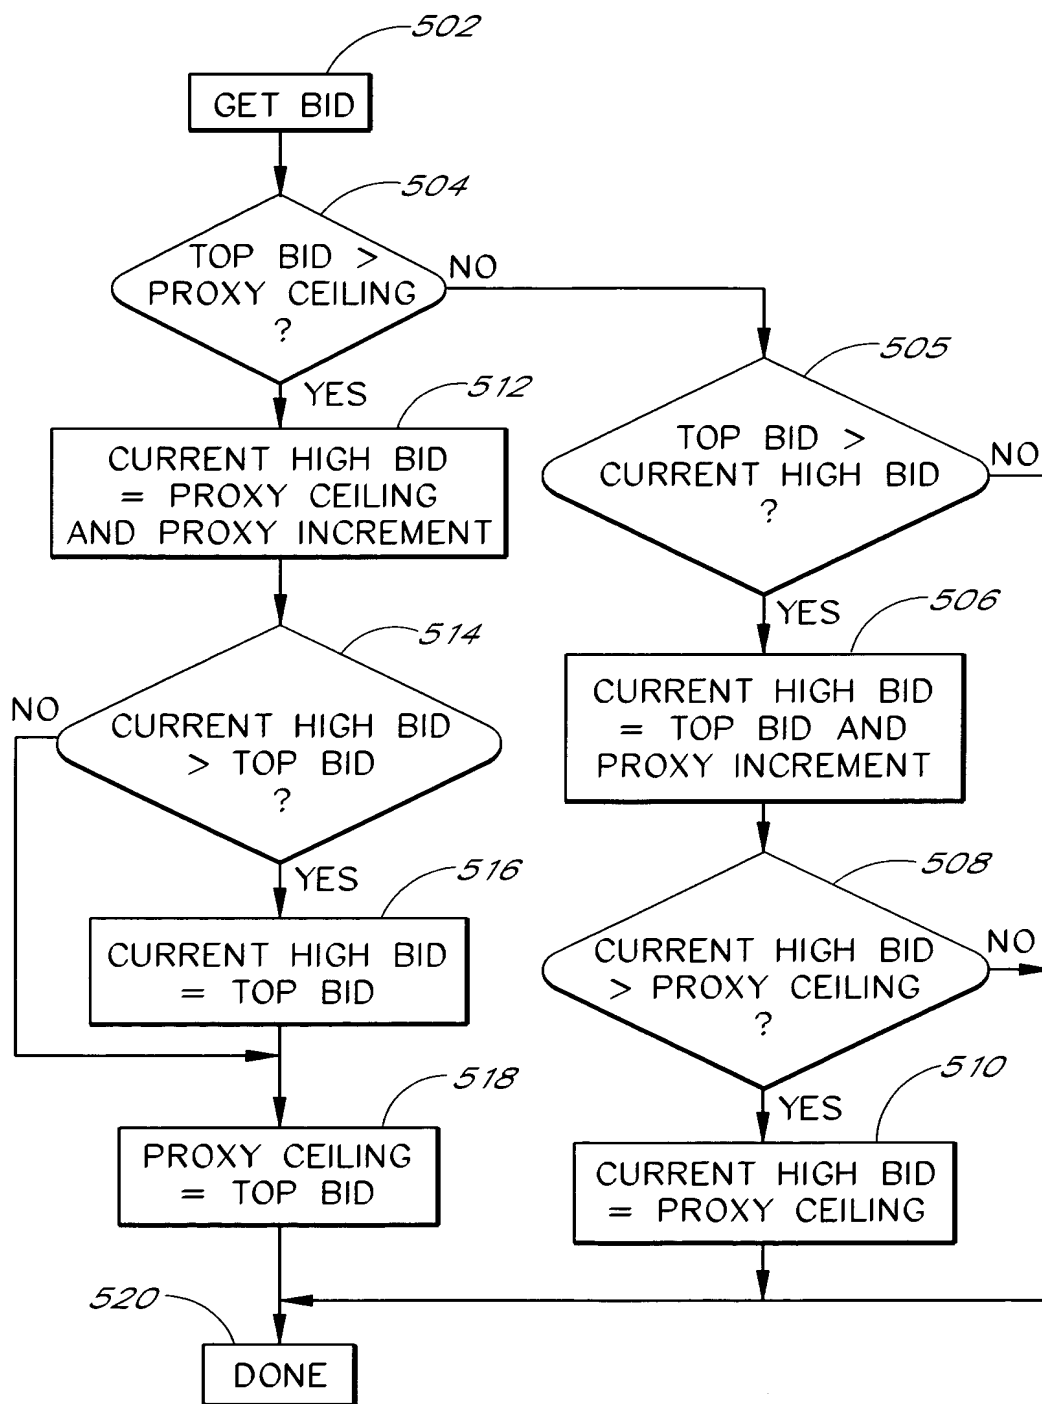 502
GET BID
504
TOP BID >
PROXY CEILING
?
NO
YES
512
CURRENT HIGH BID
= PROXY CEILING
AND PROXY INCREMENT
505
TOP BID >
CURRENT HIGH BID
?
NO
YES
506
CURRENT HIGH BID
= TOP BID AND
PROXY INCREMENT
514
NO
CURRENT HIGH BID
> TOP BID
?
YES
516
CURRENT HIGH BID
= TOP BID
508
CURRENT HIGH BID
> PROXY CEILING
?
NO
YES
510
CURRENT HIGH BID
= PROXY CEILING
518
PROXY CEILING
= TOP BID
520
DONE